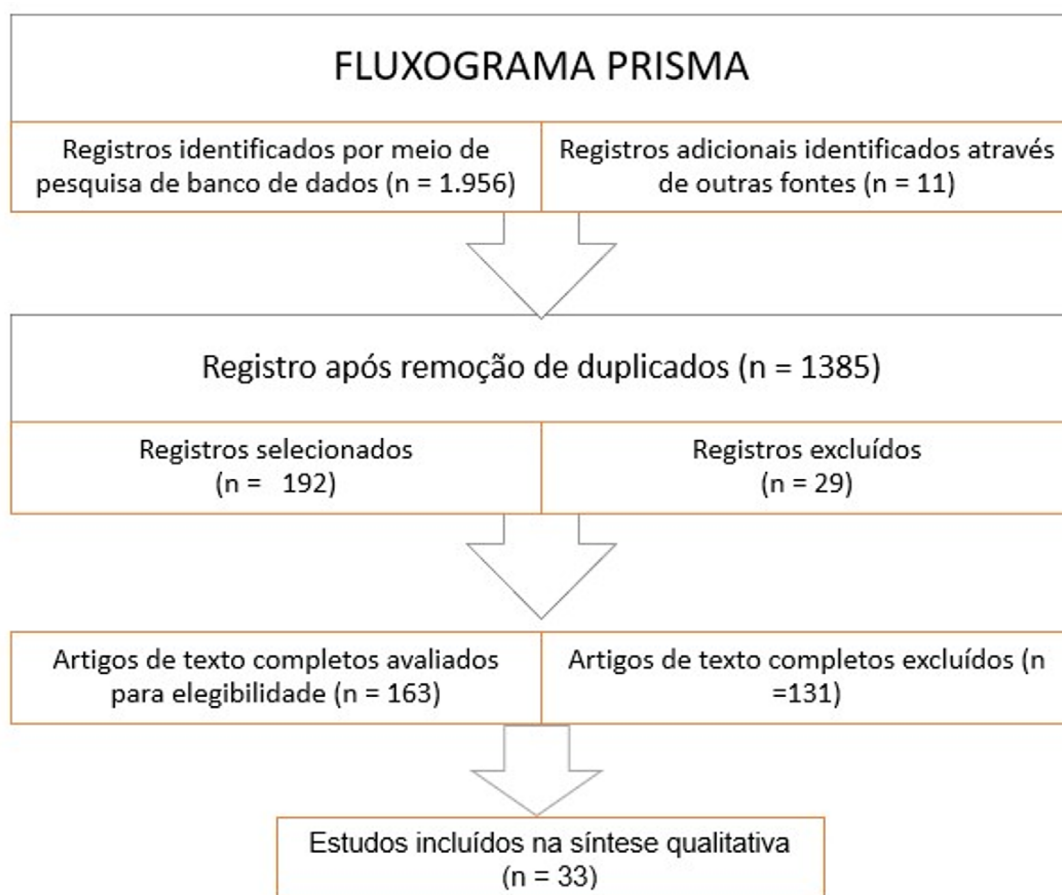 FLUXOGRAMA PRISMA
Registros identificados por meio de
pesquisa de banco de dados (n = 1.956)
Registros adicionais identificados através
de outras fontes (n = 11)
Registro após remoção de duplicados (n = 1385)
Registros selecionados
(n =   192)
Registros excluídos
(n = 29)
Artigos de texto completos avaliados
para elegibilidade (n = 163)
Artigos de texto completos excluídos (n
=131)
Estudos incluídos na síntese qualitativa
(n = 33)